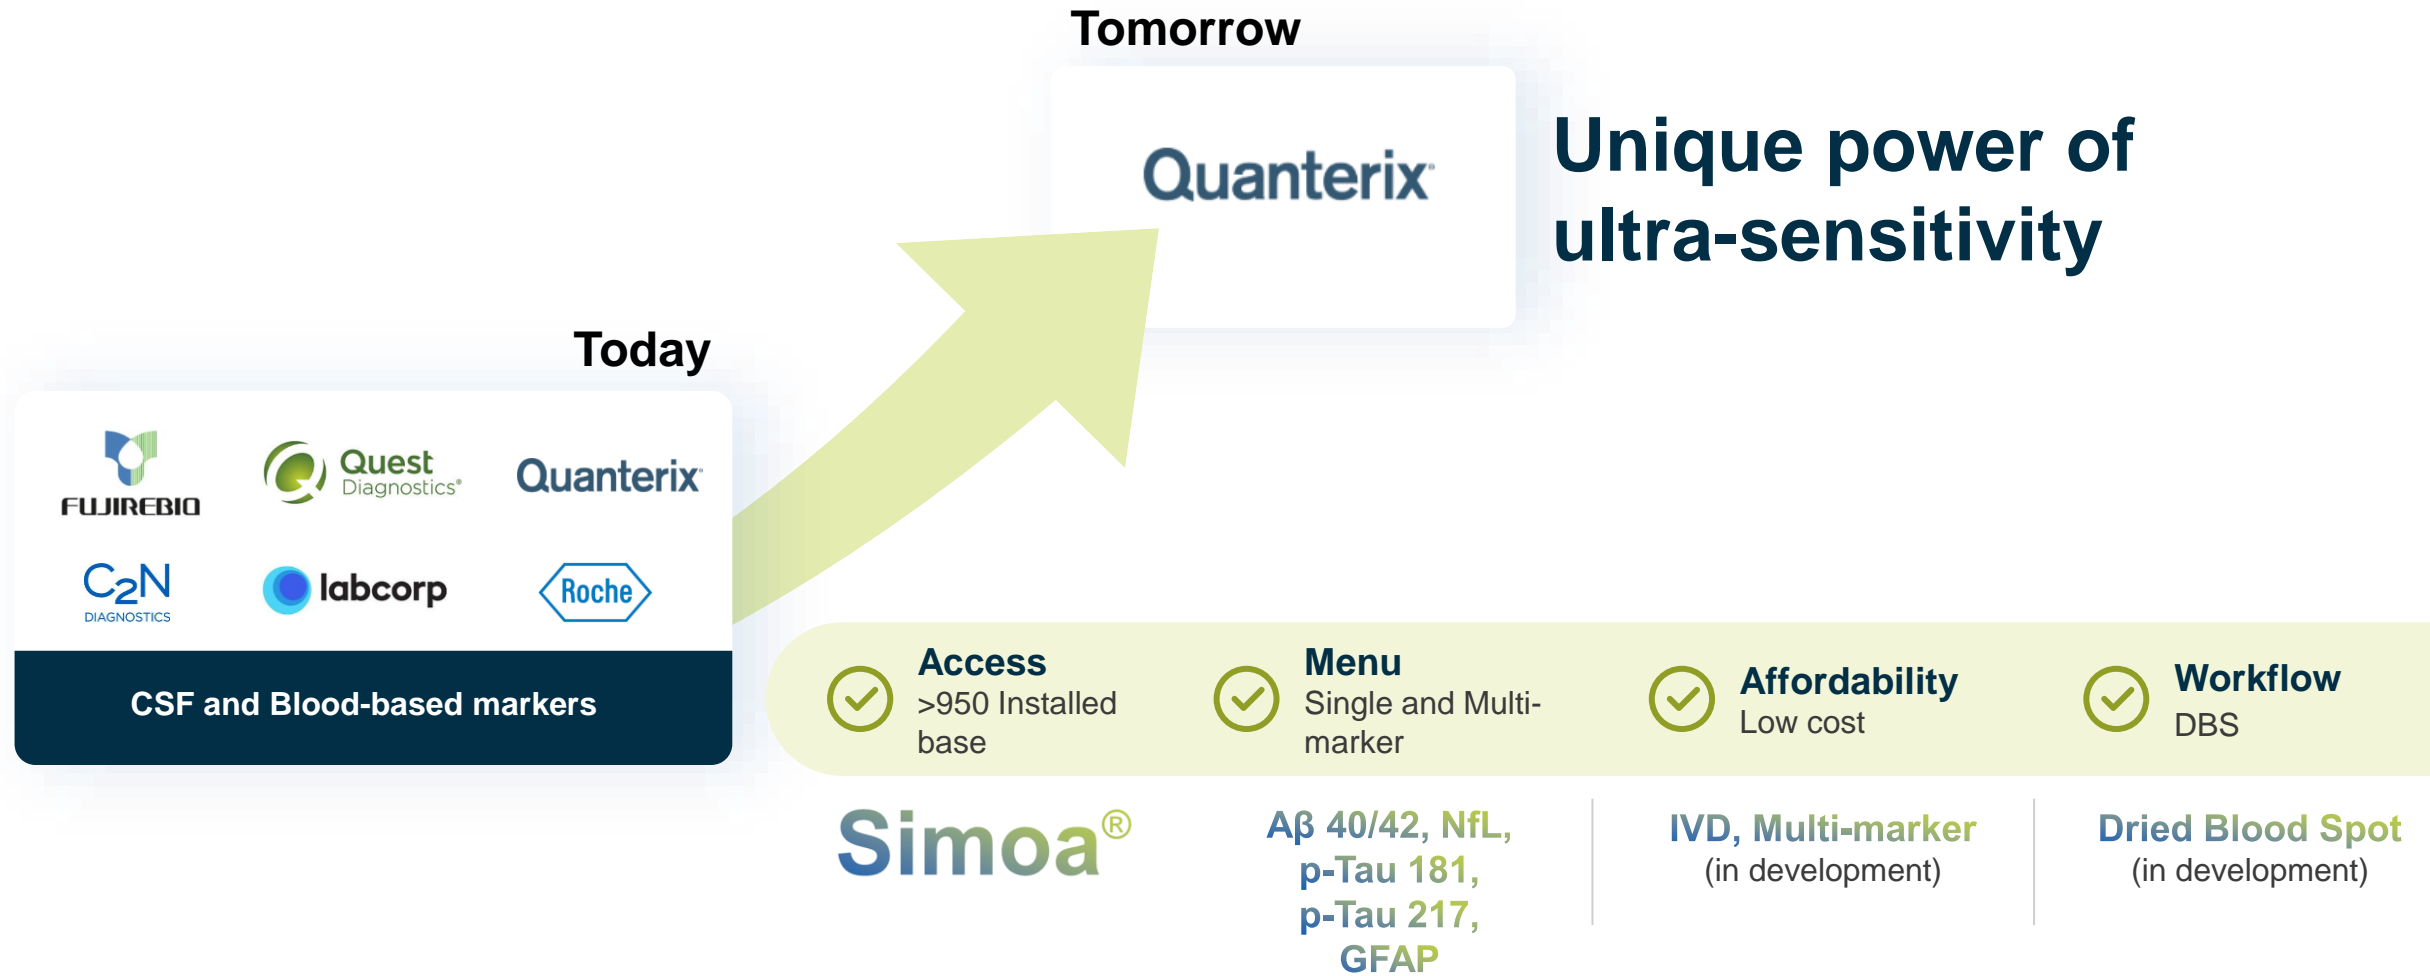 Tomorrow
Quanterix
Unique power of
ultra-sensitivity
Today
FUJIREBIO
Quest
Diagnostics®
Quanterix
C2N
DIAGNOSTICS
labcorp
Roche
CSF and Blood-based markers
Access
>950 Installed
base
Menu
Single and Multi-
marker
Affordability
Low cost
Workflow
DBS
Simoa®
Aβ 40/42, NfL,
p-Tau 181,
p-Tau 217,
GFAP
IVD, Multi-marker
(in development)
Dried Blood Spot
(in development)